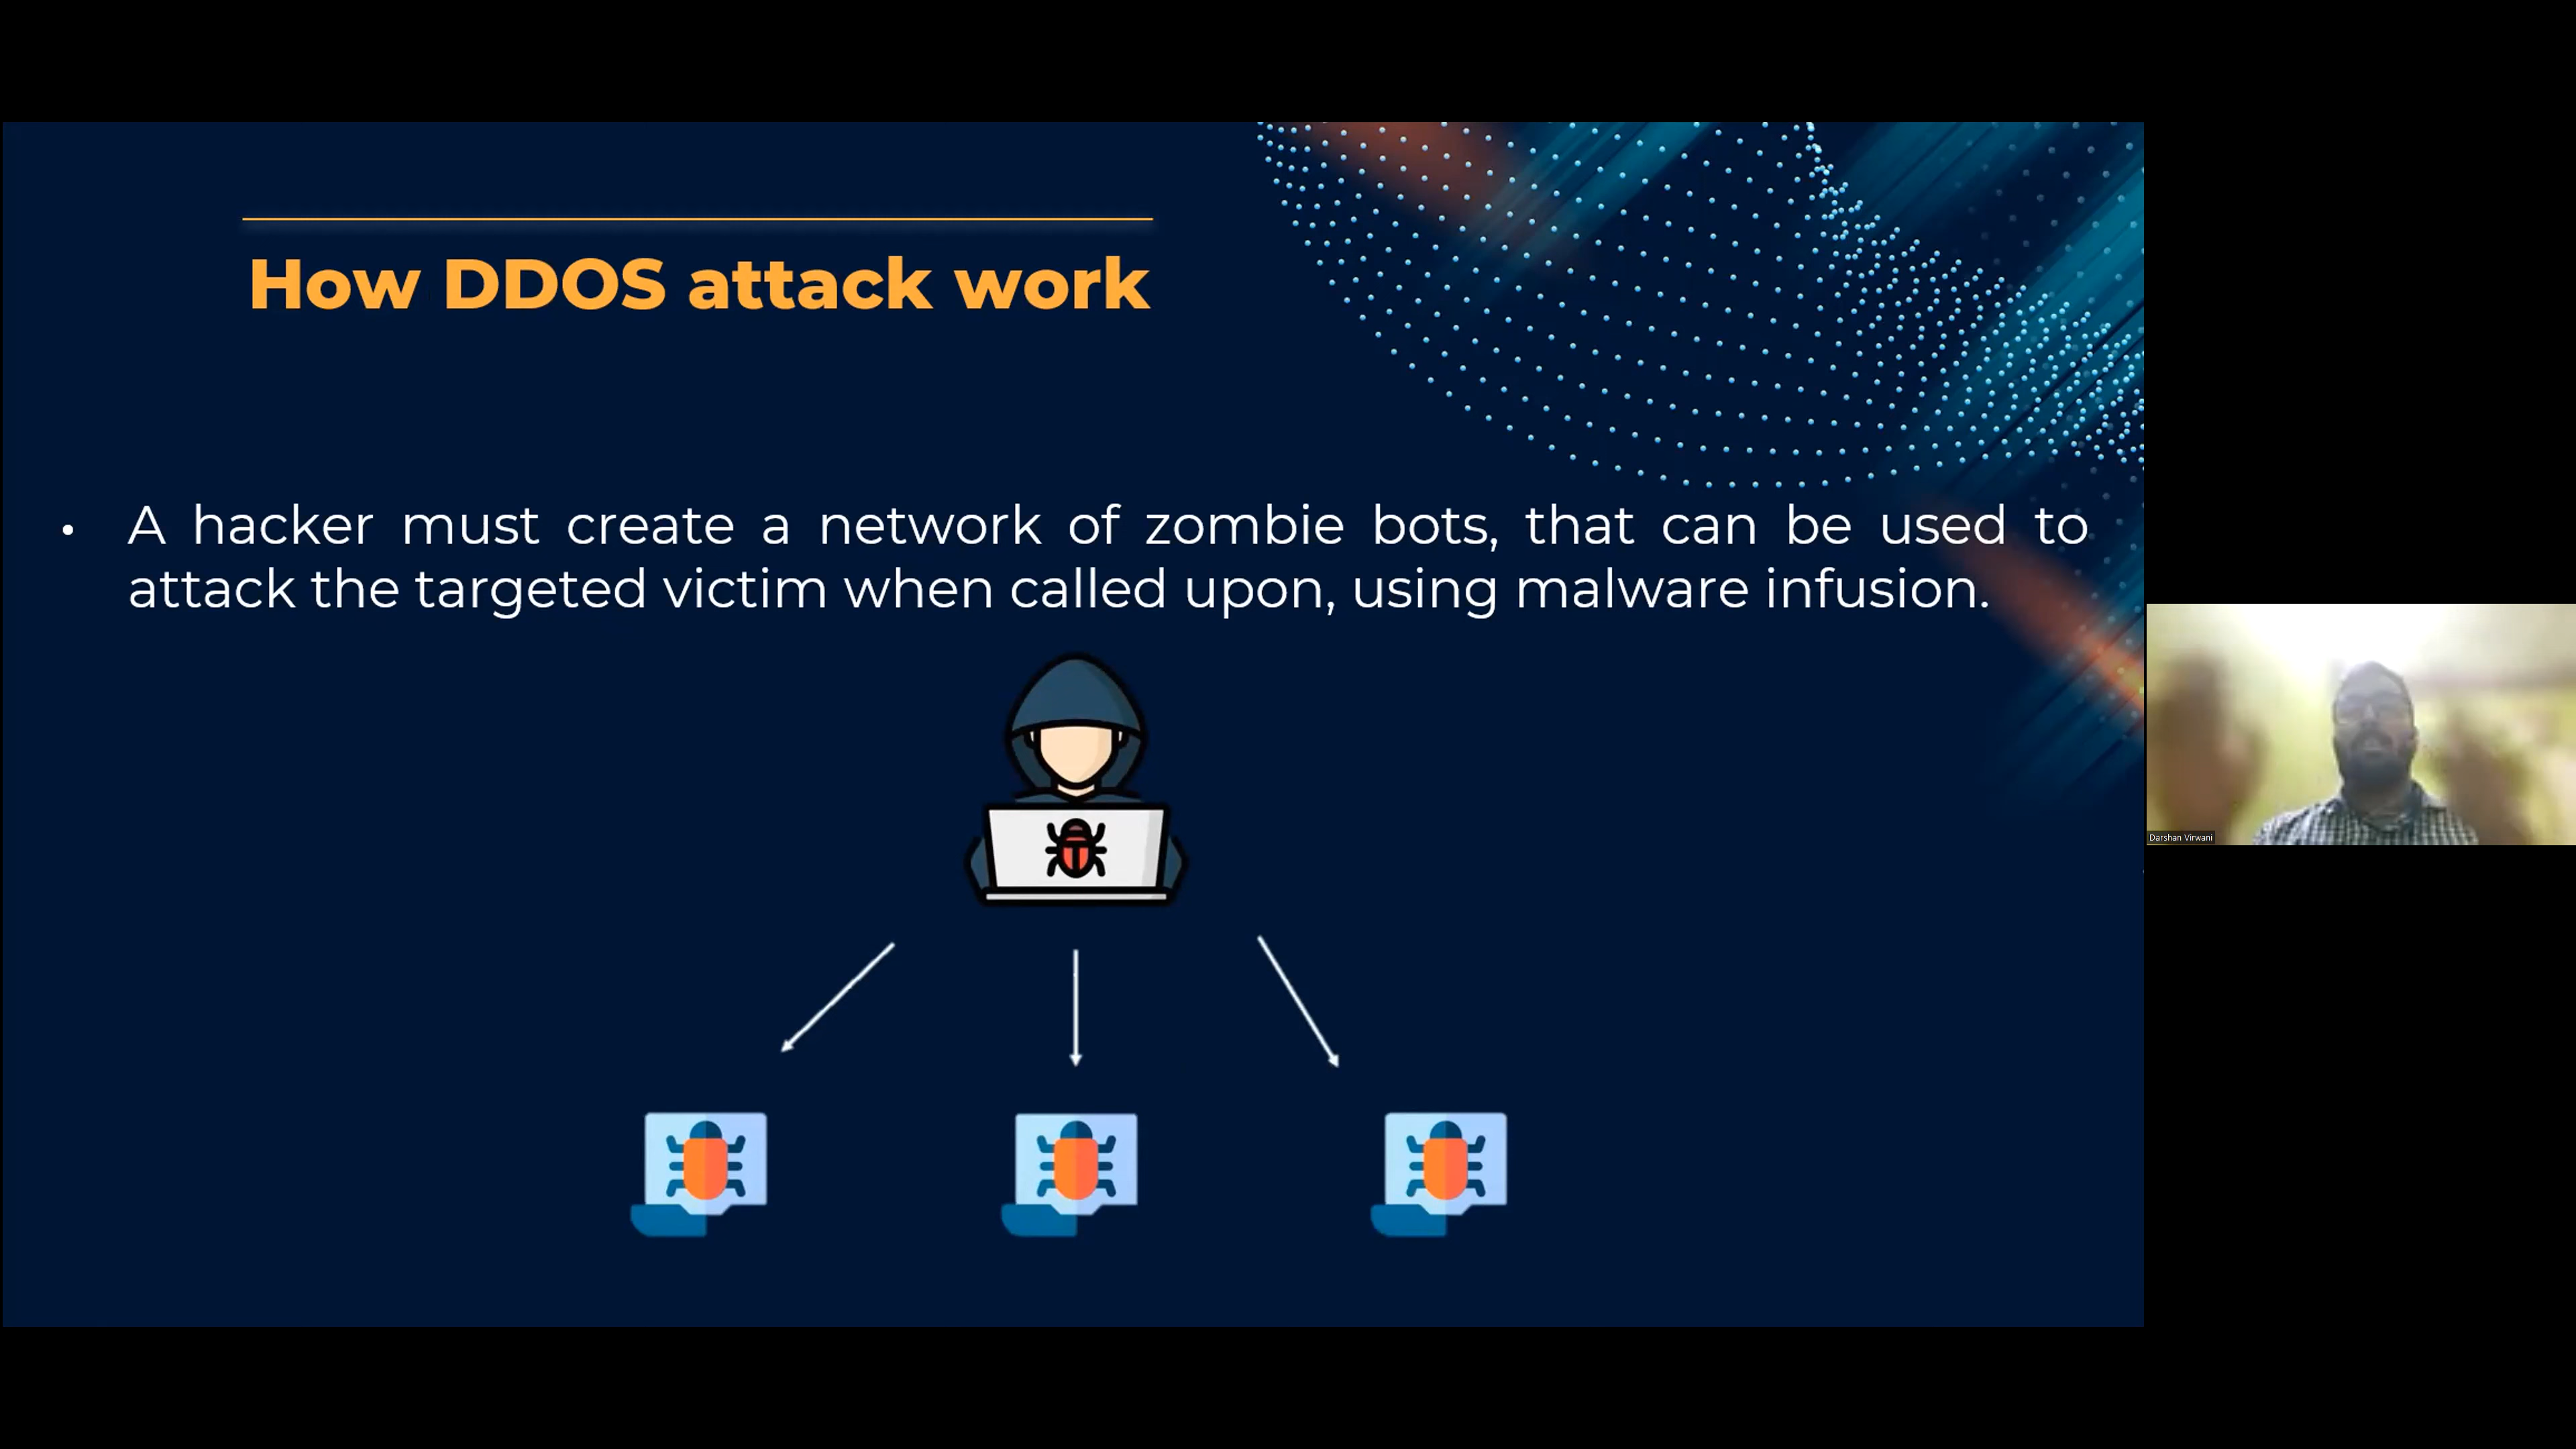 How DDOS attack work
• A hacker must create a network of zombie bots, that can be used to
attack the targeted victim when called upon, using malware infusion.
Darshan Virwani